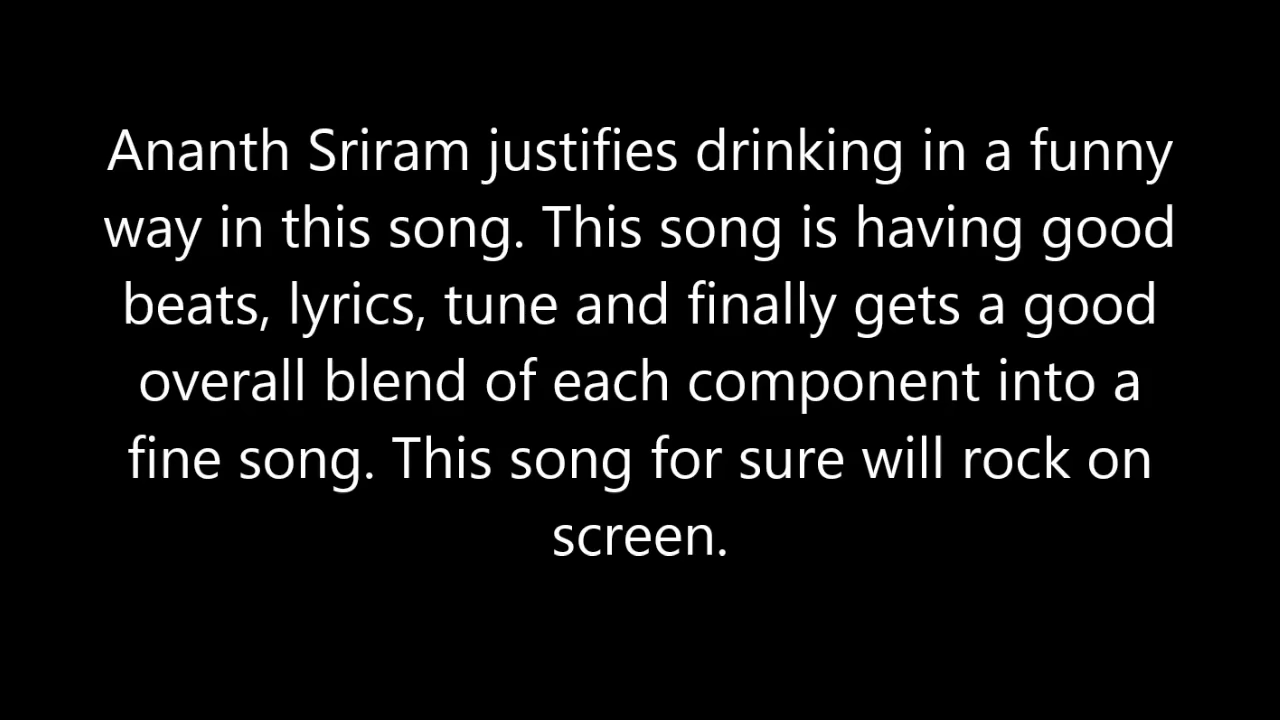 Ananth Sriram justifies drinking in a funny
way in this song. This song is having good
beats, lyrics, tune and finally gets a good
overall blend of each component into a
fine song. This song for sure will rock on
screen.